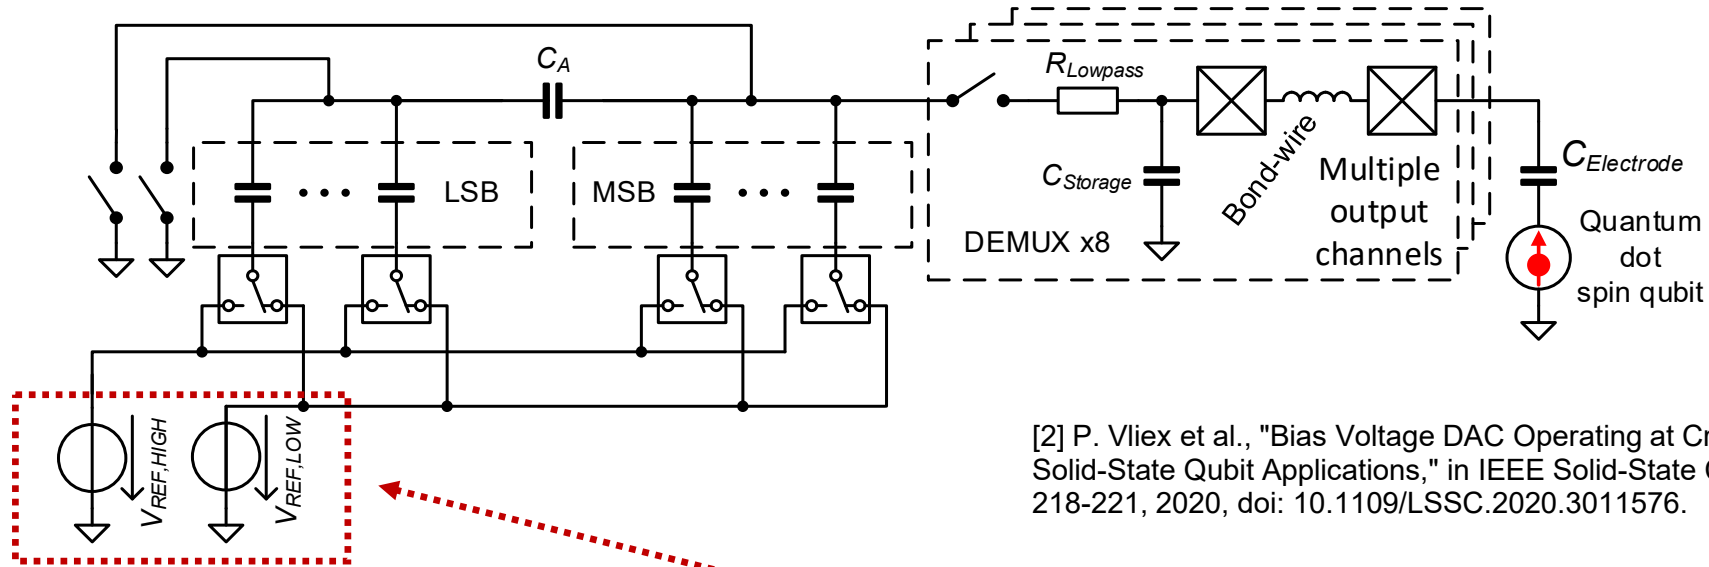 C_A
LSB
MSB
R_Lowpass
C_Storage
DEMUX x8
Bond-wire
Multiple
output
channels
C_Electrode
Quantum
dot
spin qubit
V_REF,HIGH
V_REF,LOW
[2] P. Vliex et al., "Bias Voltage DAC Operating at Cr
Solid-State Qubit Applications," in IEEE Solid-State
218-221, 2020, doi: 10.1109/LSSC.2020.3011576.